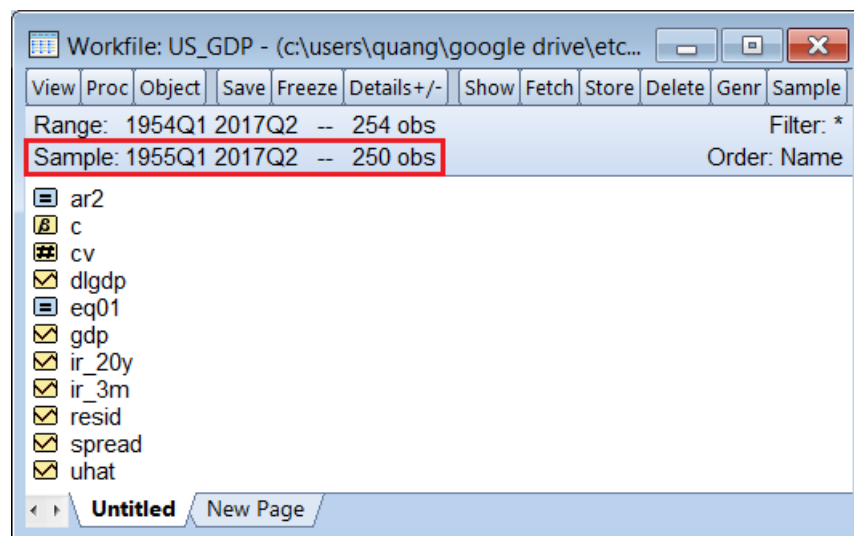 Workfile: US_GDP - (c:\users\quang\google drive\etc...
View Proc Object Save Freeze Details+/- Show Fetch Store Delete Genr Sample
Range: 1954Q1 2017Q2 -- 254 obs Filter: *
Sample: 1955Q1 2017Q2 -- 250 obs Order: Name
ar2
β c
cv
dlgdp
eq01
gdp
ir_20y
ir_3m
resid
spread
uhat
Untitled New Page